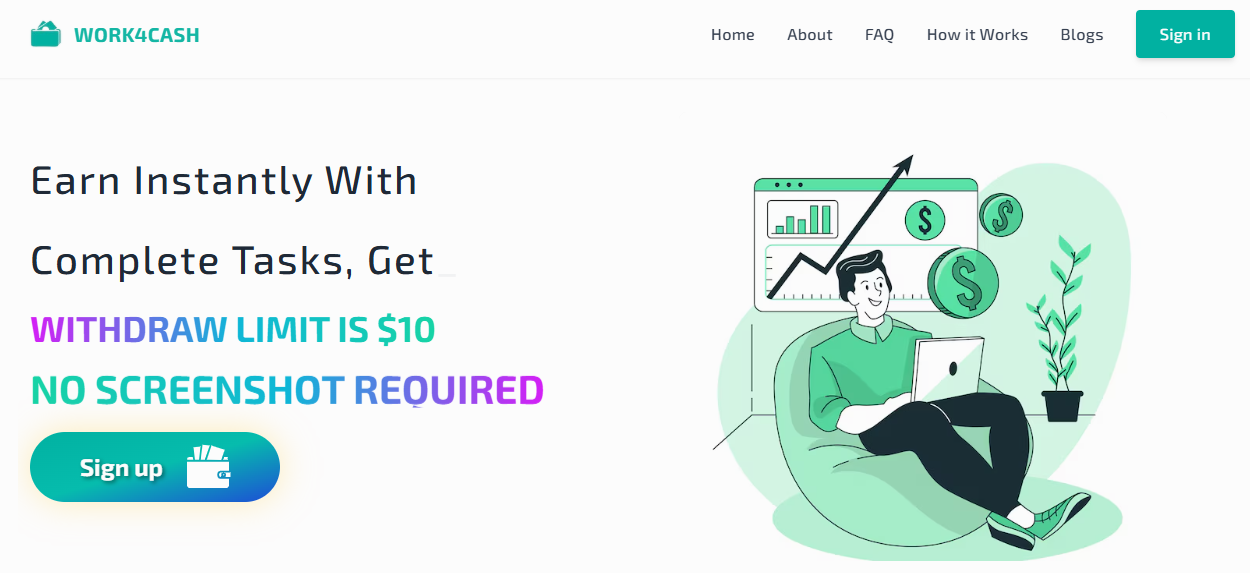 WORK4CASH
Home About FAQ How it Works Blogs Sign in
Earn Instantly With
Complete Tasks, Get_
WITHDRAW LIMIT IS $10
NO SCREENSHOT REQUIRED
Sign up
$
$
$